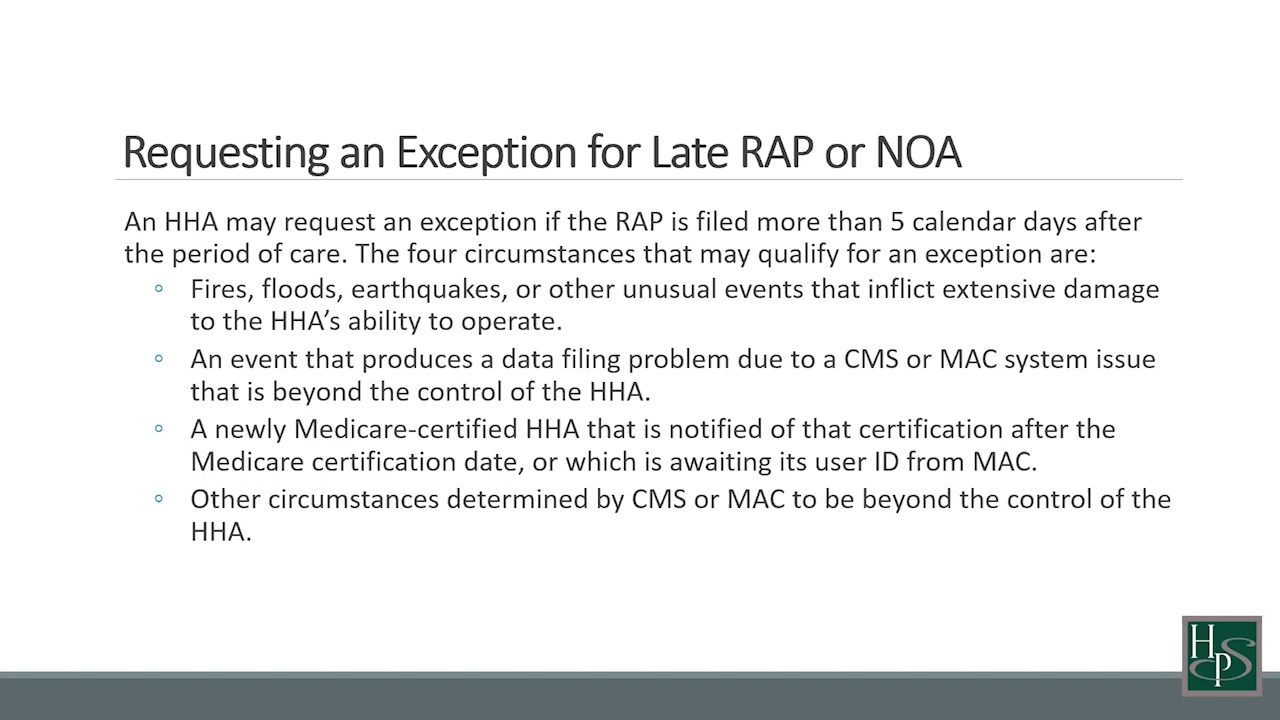 Requesting an Exception for Late RAP or NOA
An HHA may request an exception if the RAP is filed more than 5 calendar days after
the period of care. The four circumstances that may qualify for an exception are:
◦ Fires, floods, earthquakes, or other unusual events that inflict extensive damage
to the HHA’s ability to operate.
◦ An event that produces a data filing problem due to a CMS or MAC system issue
that is beyond the control of the HHA.
◦ A newly Medicare-certified HHA that is notified of that certification after the
Medicare certification date, or which is awaiting its user ID from MAC.
◦ Other circumstances determined by CMS or MAC to be beyond the control of the
HHA.
HPS